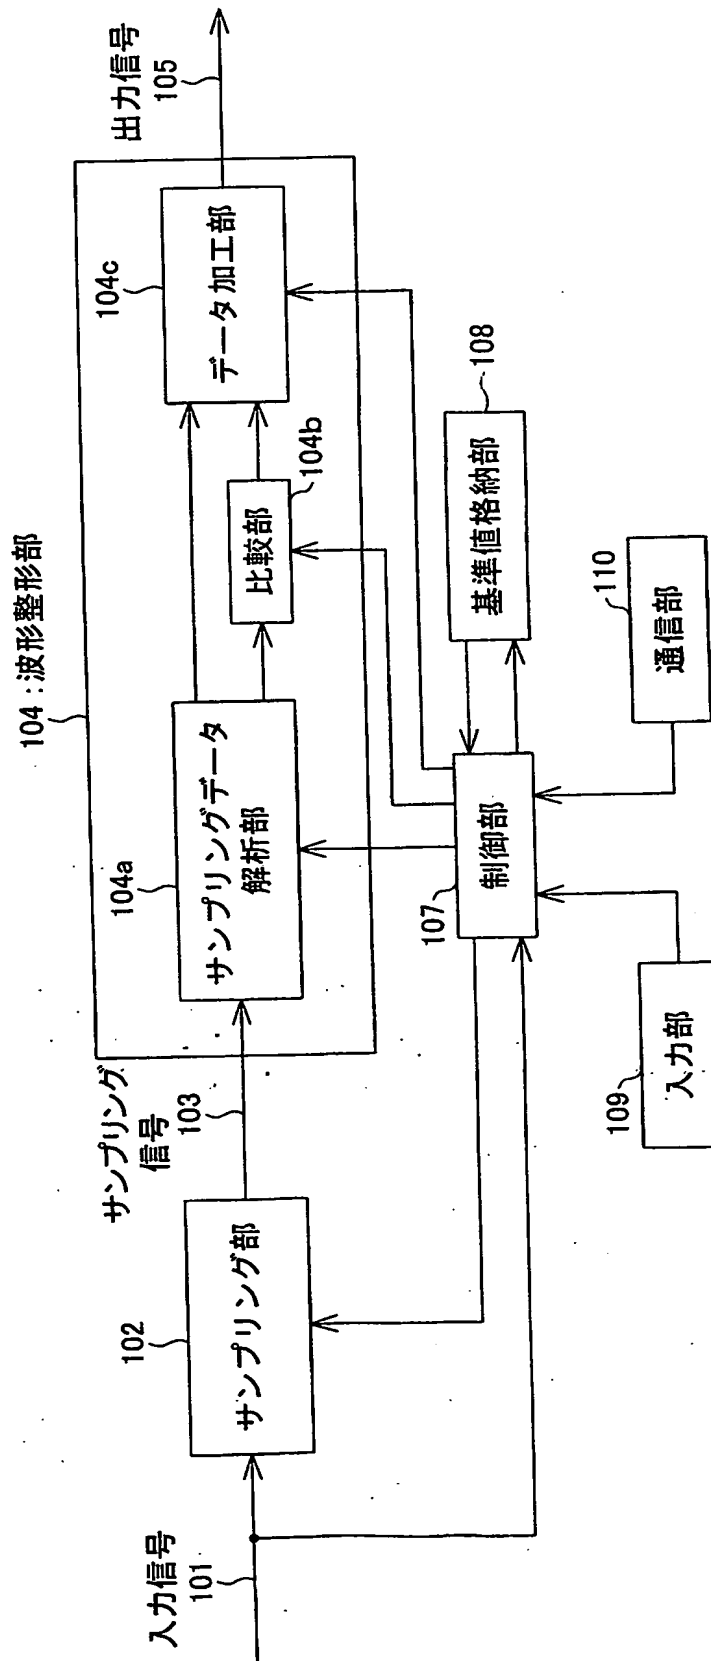 入力信号
101
102
サンプリング部
サンプリング
信号
103
104：波形整形部
104a
サンプリングデータ
解析部
比較部
104b
104c
データ加工部
出力信号
105
107
制御部
基準値格納部
108
109
入力部
110
通信部